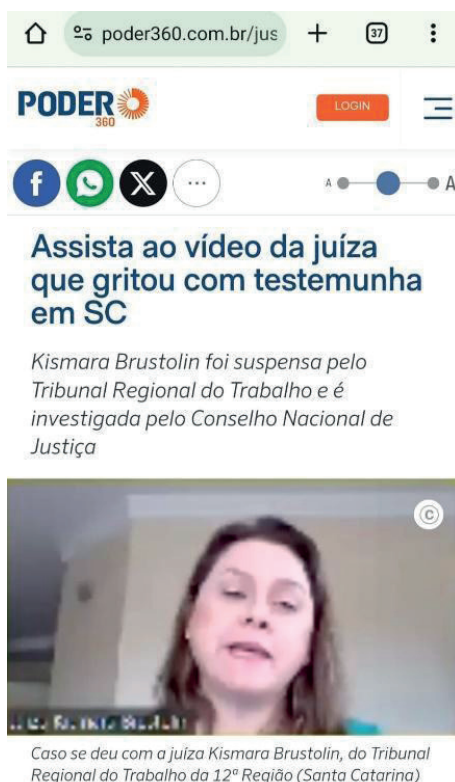 poder360.com.br/jus
37
PODER
360
LOGIN
A A
Assista ao vídeo da juíza
que gritou com testemunha
em SC
Kismara Brustolin foi suspensa pelo
Tribunal Regional do Trabalho e é
investigada pelo Conselho Nacional de
Justiça
©
Kismara Brustolin
Caso se deu com a juíza Kismara Brustolin, do Tribunal
Regional do Trabalho da 12ª Região (Santa Catarina)